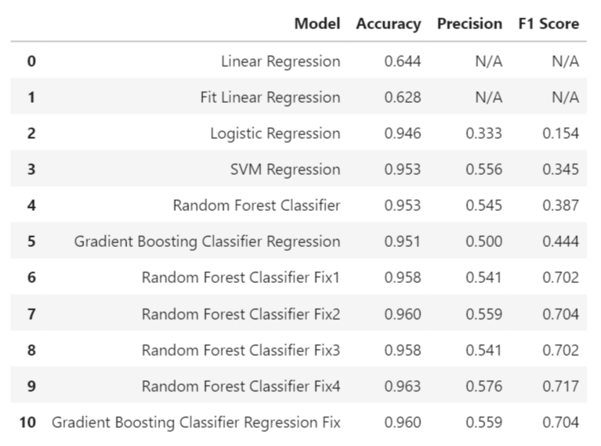 Model Accuracy Precision F1 Score
0 Linear Regression 0.644 N/A N/A
1 Fit Linear Regression 0.628 N/A N/A
2 Logistic Regression 0.946 0.333 0.154
3 SVM Regression 0.953 0.556 0.345
4 Random Forest Classifier 0.953 0.545 0.387
5 Gradient Boosting Classifier Regression 0.951 0.500 0.444
6 Random Forest Classifier Fix1 0.958 0.541 0.702
7 Random Forest Classifier Fix2 0.960 0.559 0.704
8 Random Forest Classifier Fix3 0.958 0.541 0.702
9 Random Forest Classifier Fix4 0.963 0.576 0.717
10 Gradient Boosting Classifier Regression Fix 0.960 0.559 0.704